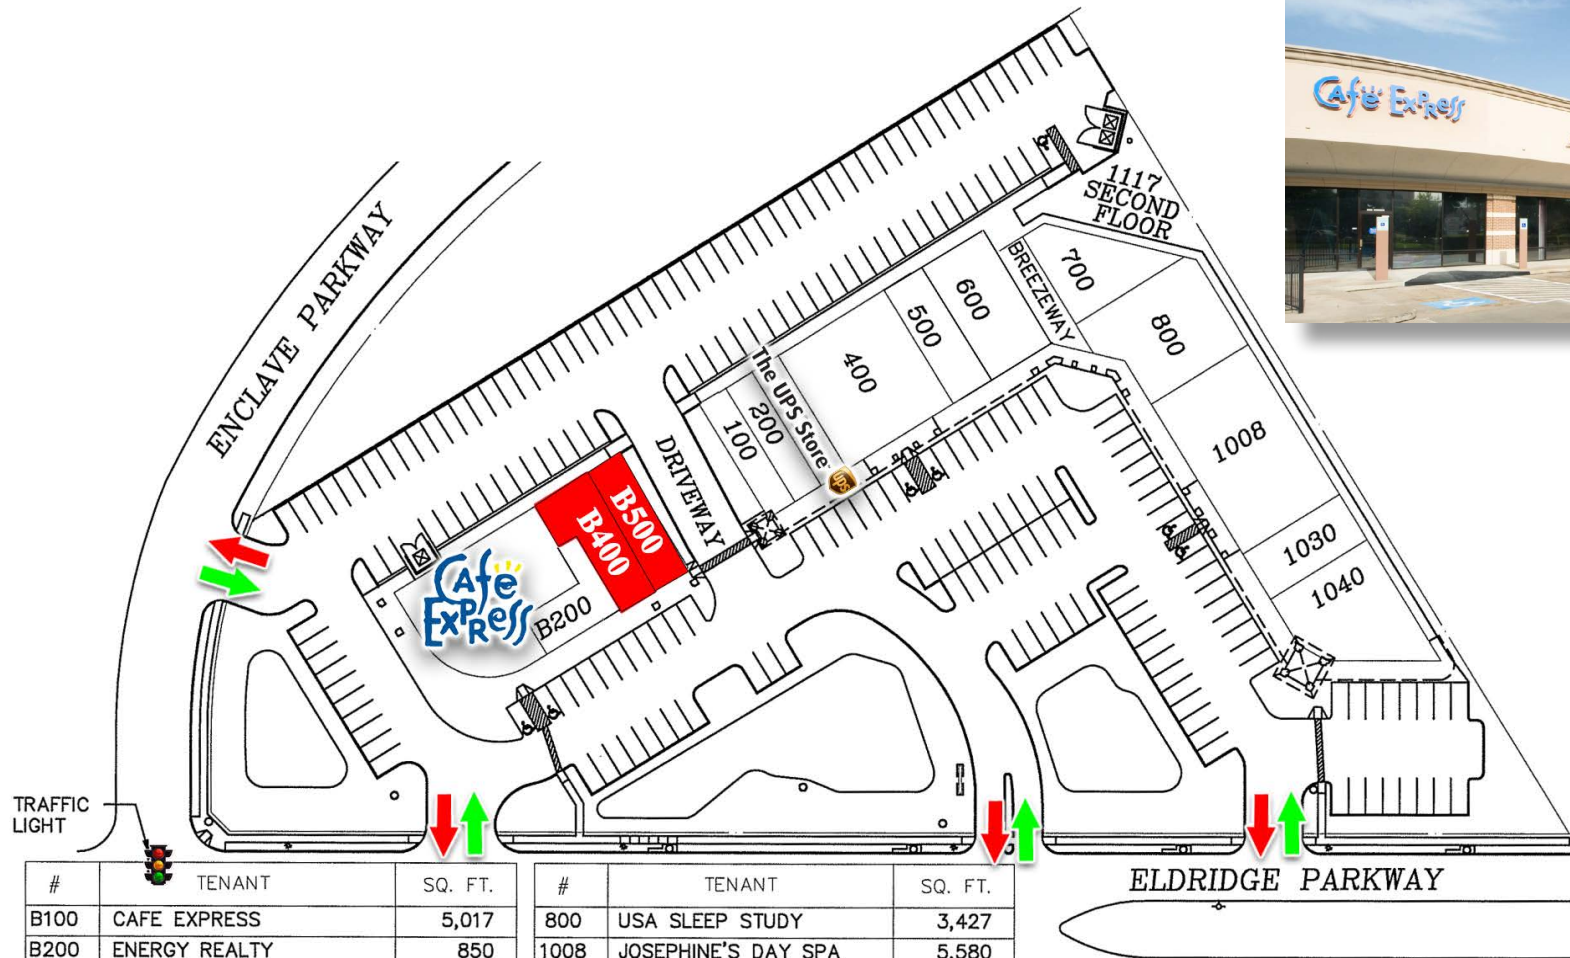 Café Express
1117
SECOND
FLOOR
ENCLAVE PARKWAY
BREEZEWAY
700
600
500
400
800
The UPS Store
ups
200
100
1008
DRIVEWAY
B500
B400
1030
1040
Café
Express
B200
TRAFFIC
LIGHT
ELDRIDGE PARKWAY
# TENANT SQ. FT.
B100 CAFE EXPRESS 5,017
B200 ENERGY REALTY 850
# TENANT SQ. FT.
800 USA SLEEP STUDY 3,427
1008 JOSEPHINE'S DAY SPA 5,580